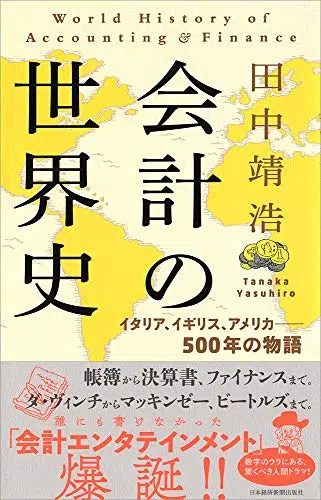 World History of
Accounting & Finance
会計の
世界史
田中靖浩
Tanaka
Yasuhiro
イタリア、イギリス、アメリカ――
500年の物語
帳簿から決算書、ファイナンスまで。
ダ・ヴィンチからマッキンゼー、ビートルズまで。
誰にも書けなかった
「会計エンタテインメント」
爆誕!!
数字のウラにある、
驚くべき人間ドラマ!
日本経済新聞出版社